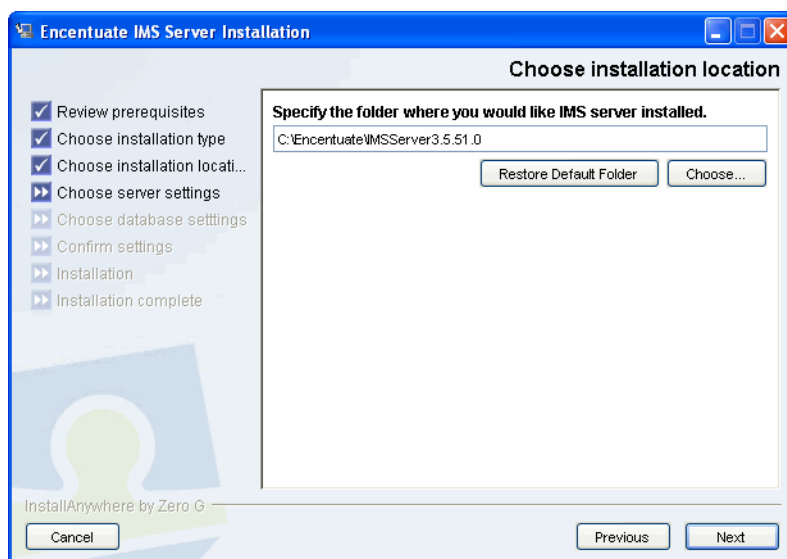 Encentuate IMS Server Installation
Choose installation location
Review prerequisites
Choose installation type
Choose installation locati...
Choose server settings
Choose database setttings
Confirm settings
Installation
Installation complete
Specify the folder where you would like IMS server installed.
C:\Encentuate\IMSServer3.5.51.0
Restore Default Folder
Choose...
InstallAnywhere by Zero G
Cancel
Previous
Next